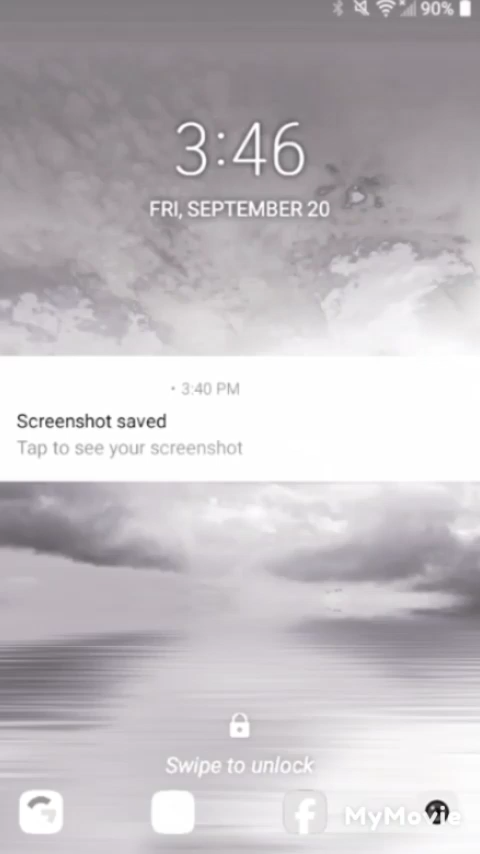 90%
3:46
FRI, SEPTEMBER 20
• 3:40 PM
Screenshot saved
Tap to see your screenshot
Swipe to unlock
MyMovie